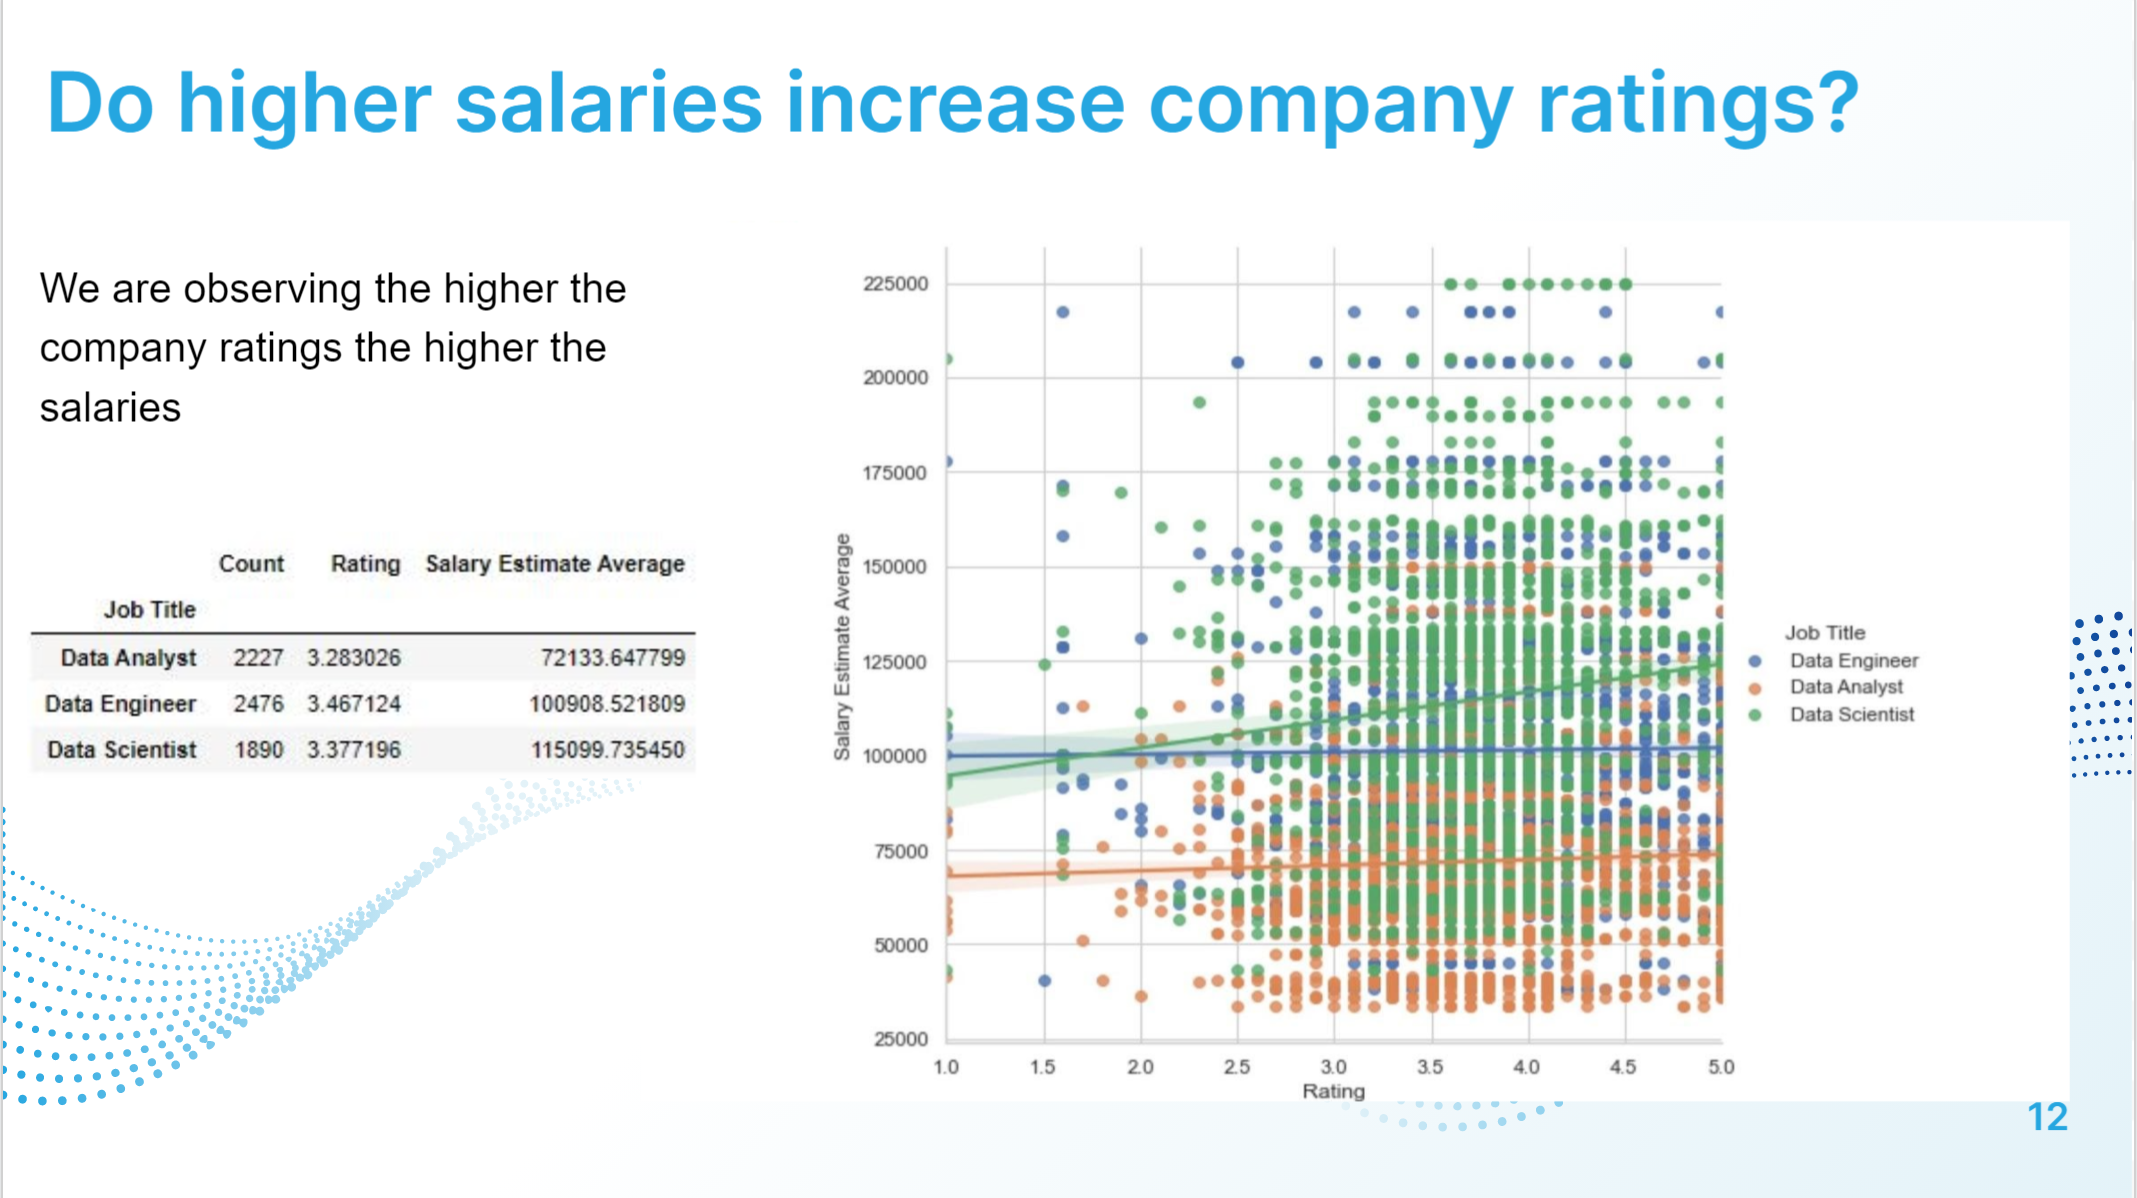 Do higher salaries increase company ratings?
We are observing the higher the
company ratings the higher the
salaries
Count Rating Salary Estimate Average
Job Title
Data Analyst 2227 3.283026 72133.647799
Data Engineer 2476 3.467124 100908.521809
Data Scientist 1890 3.377196 115099.735450
Salary Estimate Average
225000
200000
175000
150000
125000
100000
75000
50000
25000
1.0 1.5 2.0 2.5 3.0 3.5 4.0 4.5 5.0
Rating
Job Title
Data Engineer
Data Analyst
Data Scientist
12